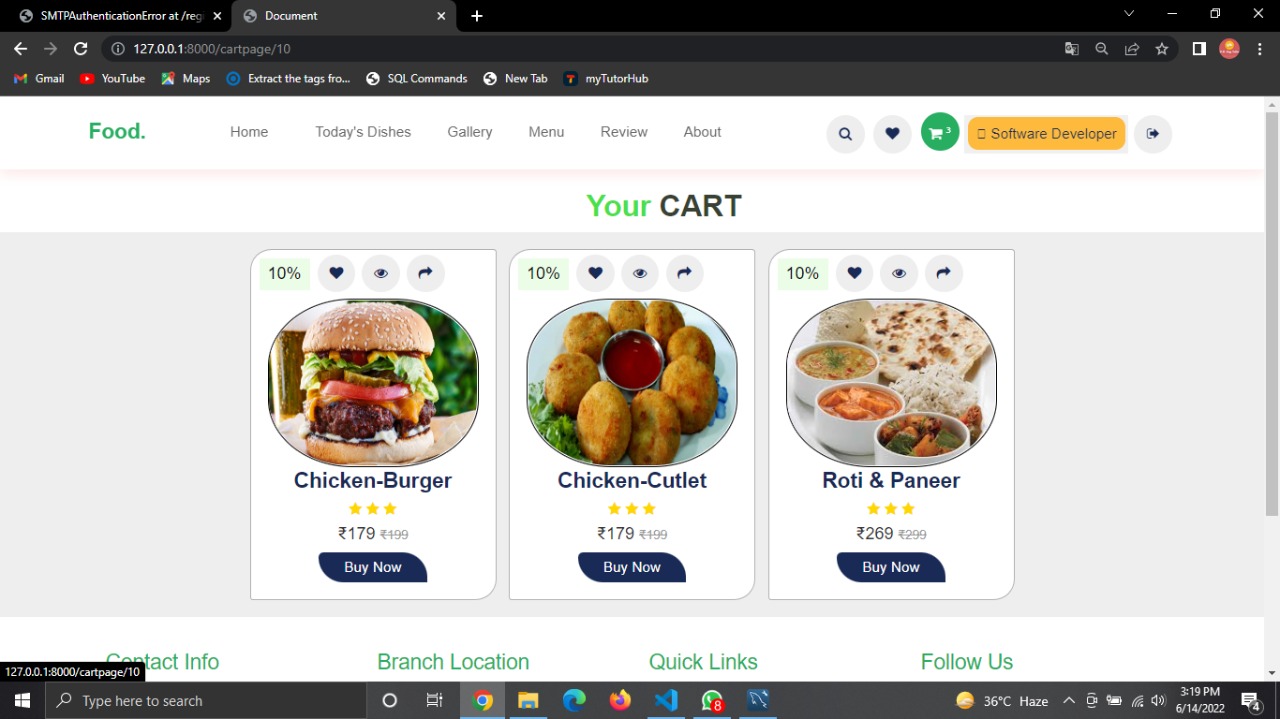 SMTPAuthenticationError at /reg
Document
127.0.0.1:8000/cartpage/10
Gmail
YouTube
Maps
Extract the tags fro...
SQL Commands
New Tab
myTutorHub
Food.
Home
Today's Dishes
Gallery
Menu
Review
About
3
Software Developer
Your CART
10%
10%
10%
Chicken-Burger
Chicken-Cutlet
Roti & Paneer
₹179 ₹199
₹179 ₹199
₹269 ₹299
Buy Now
Buy Now
Buy Now
Contact Info
Branch Location
Quick Links
Follow Us
127.0.0.1:8000/cartpage/10
Type here to search
8
36°C Haze
3:19 PM
6/14/2022
4